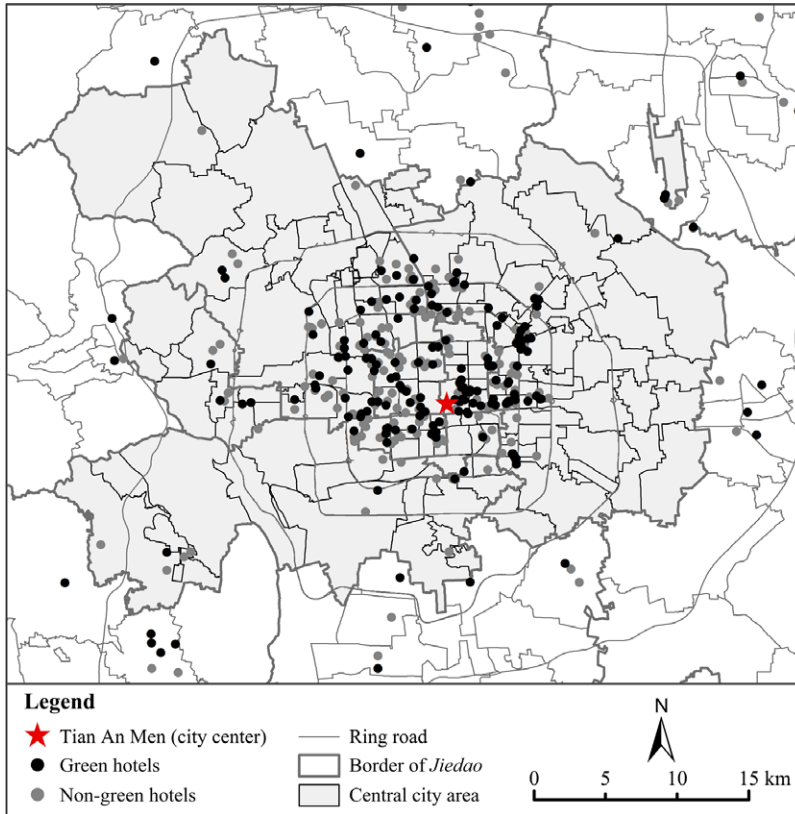 Legend
Tian An Men (city center)
Green hotels
Non-green hotels
Ring road
Border of Jiedao
Central city area
N
0 5 10 15 km